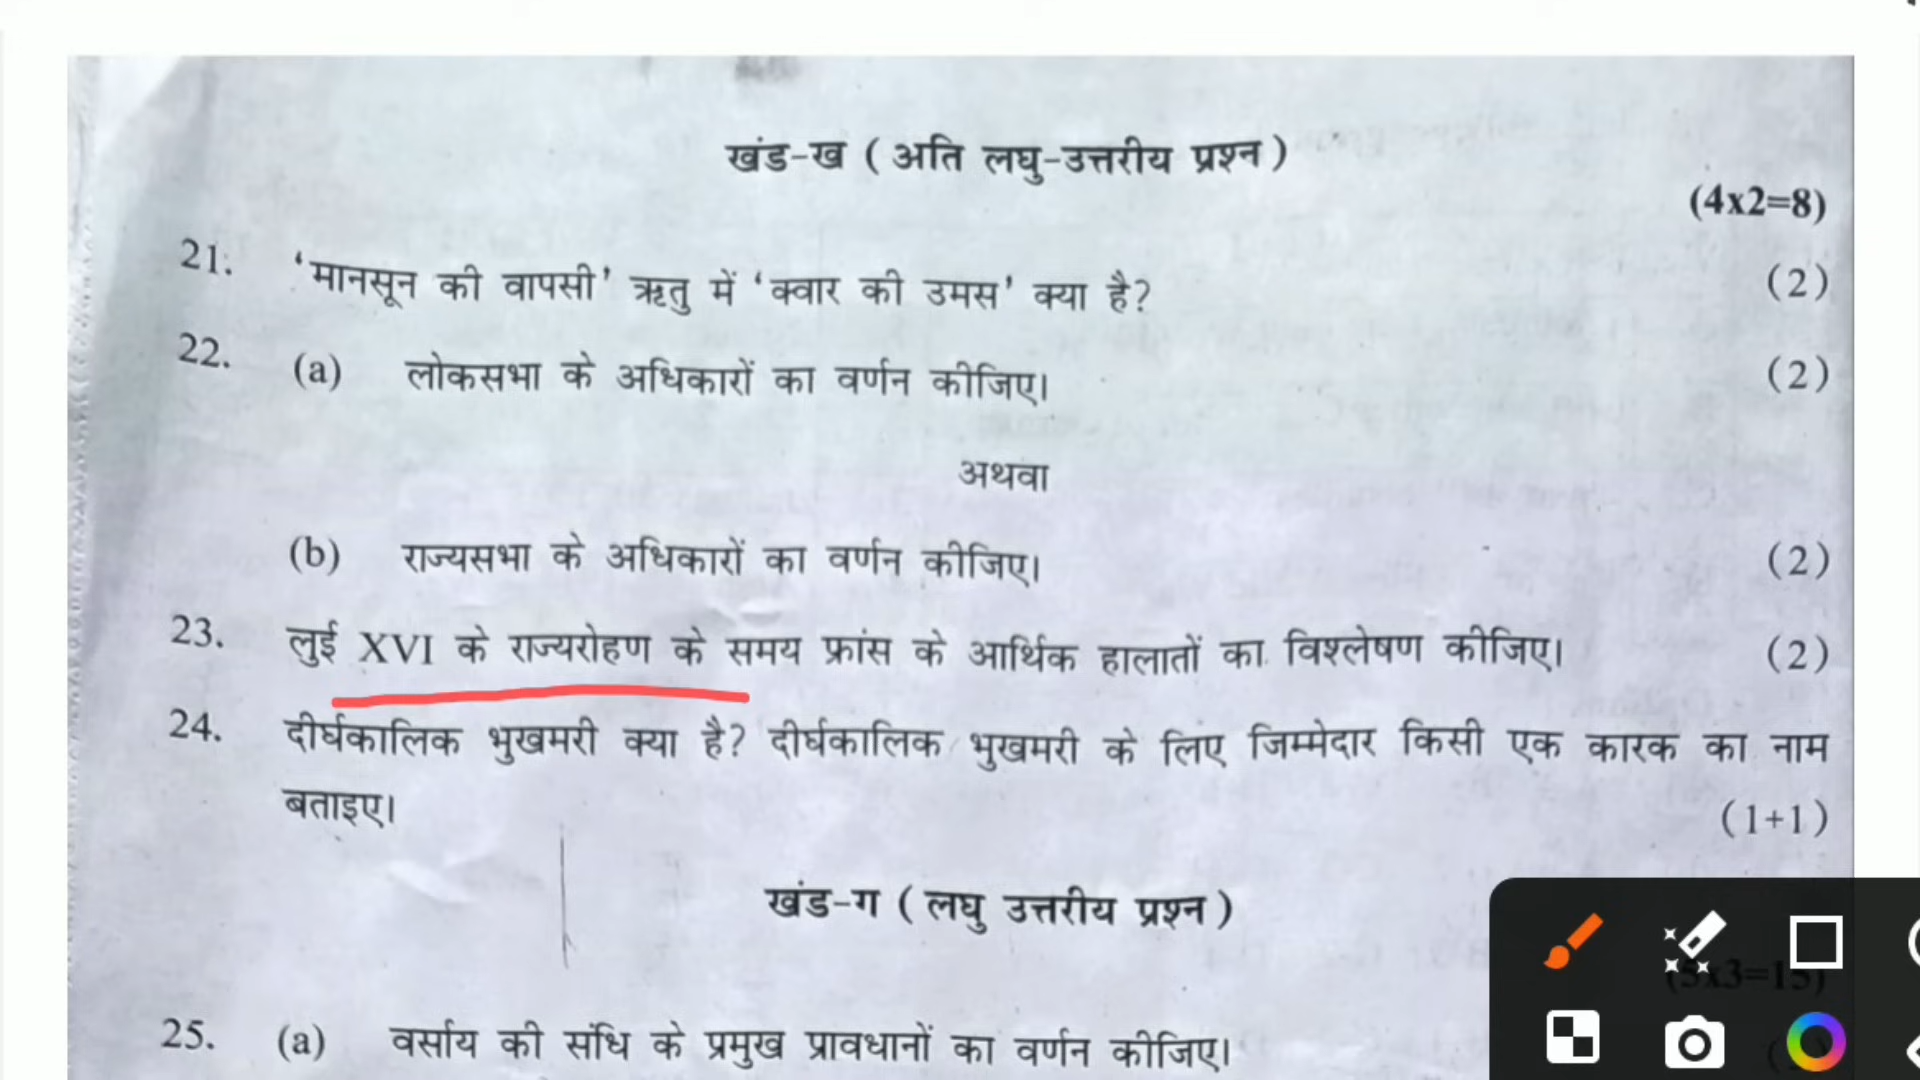 खंड-ख ( अति लघु-उत्तरीय प्रश्न )
(4x2=8)
21. 'मानसून की वापसी' ऋतु में 'क्वार की उमस' क्या है? (2)
22. (a) लोकसभा के अधिकारों का वर्णन कीजिए। (2)
अथवा
(b) राज्यसभा के अधिकारों का वर्णन कीजिए। (2)
23. लुई XVI के राज्यरोहण के समय फ्रांस के आर्थिक हालातों का विश्लेषण कीजिए। (2)
24. दीर्घकालिक भुखमरी क्या है? दीर्घकालिक भुखमरी के लिए जिम्मेदार किसी एक कारक का नाम
बताइए। (1+1)
खंड-ग ( लघु उत्तरीय प्रश्न )
(5x3=15)
25. (a) वर्साय की संधि के प्रमुख प्रावधानों का वर्णन कीजिए।